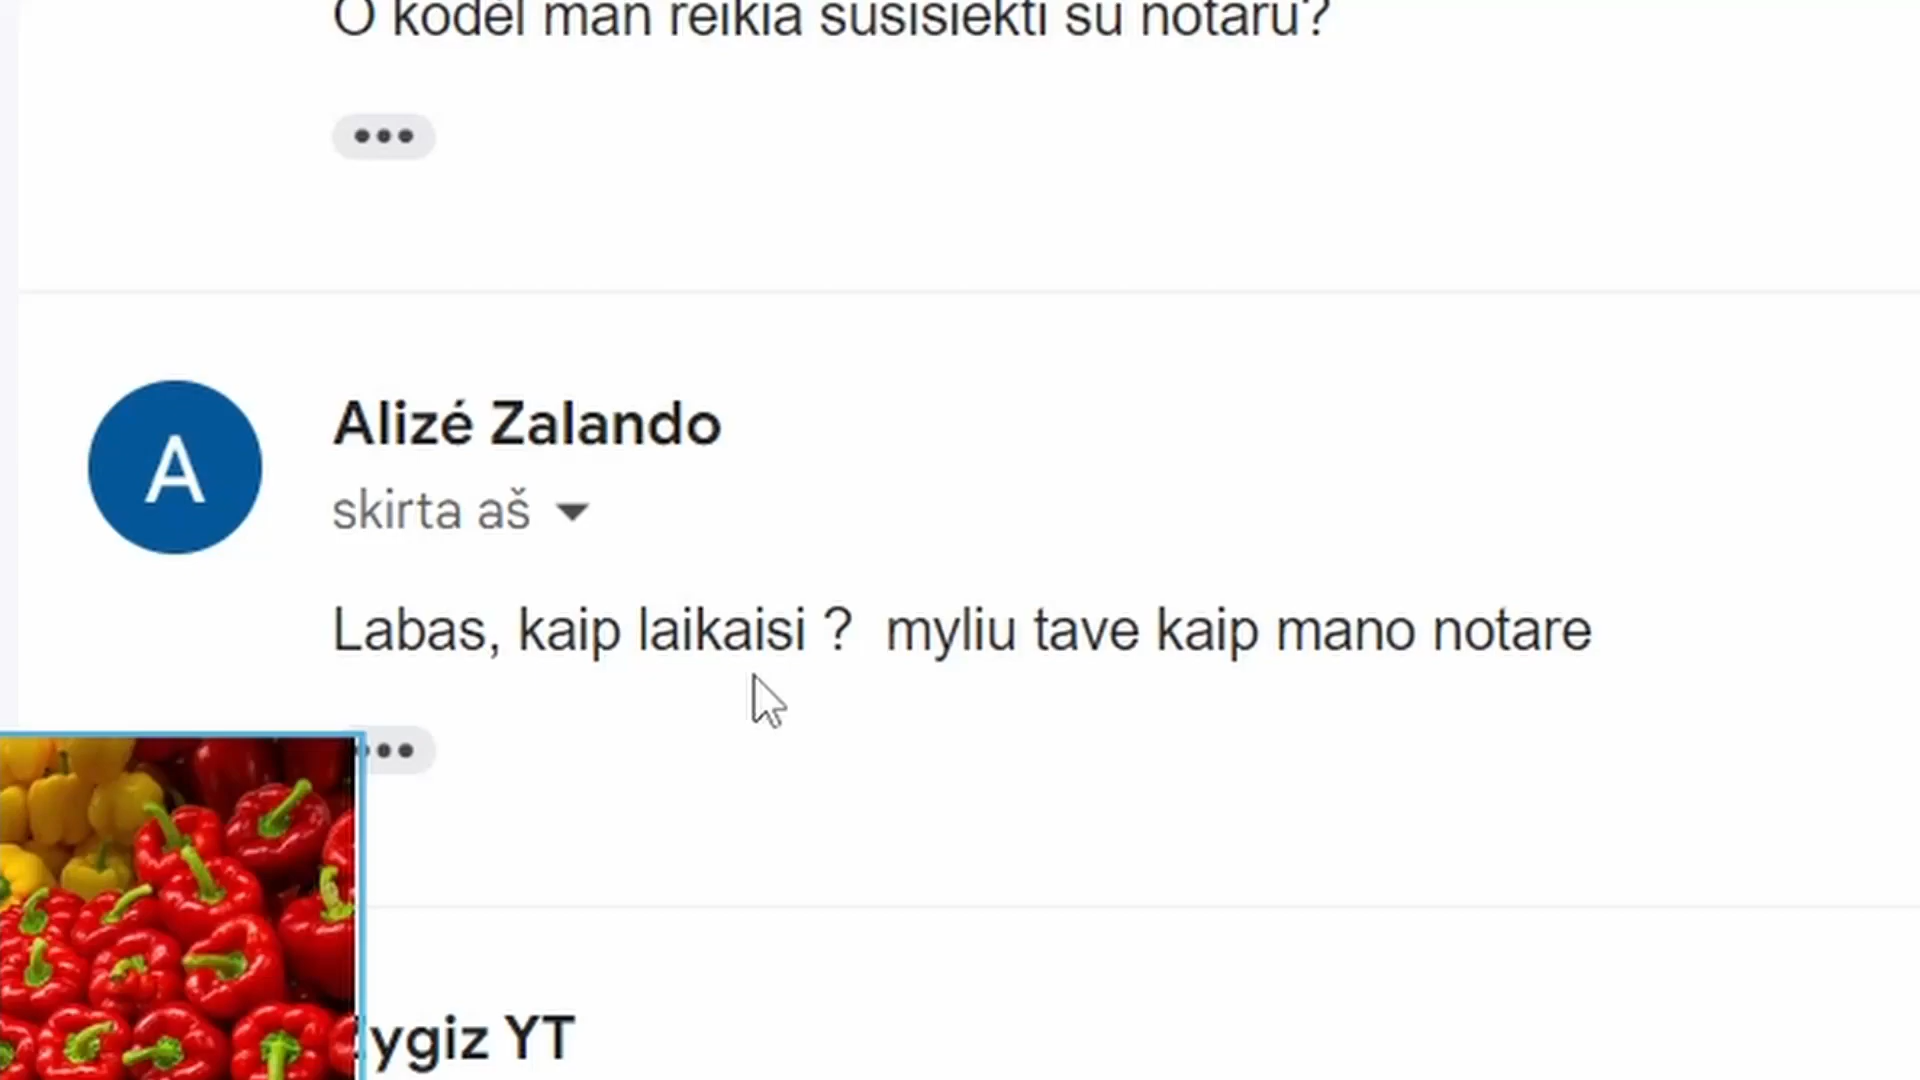 O kodėl man reikia susisiekti su notaru?
Alizé Zalando
A
skirta aš
Labas, kaip laikaisi ?  myliu tave kaip mano notare
YT